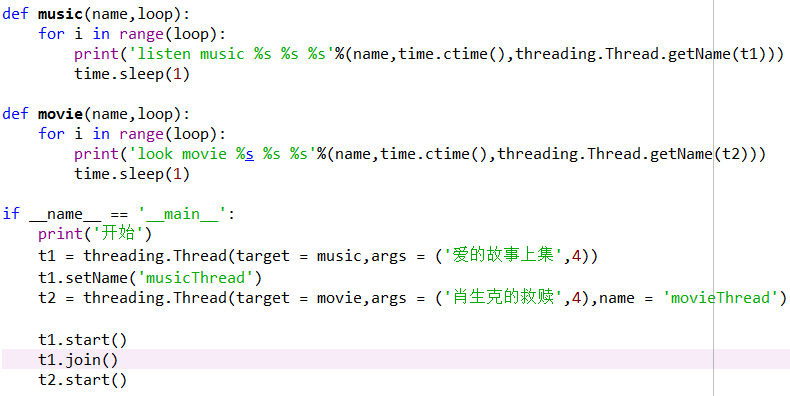 def music(name,loop):
    for i in range(loop):
        print('listen music %s %s %s'%(name,time.ctime(),threading.Thread.getName(t1)))
        time.sleep(1)

def movie(name,loop):
    for i in range(loop):
        print('look movie %s %s %s'%(name,time.ctime(),threading.Thread.getName(t2)))
        time.sleep(1)

if __name__ == '__main__':
    print('开始')
    t1 = threading.Thread(target = music,args = ('爱的故事上集',4))
    t1.setName('musicThread')
    t2 = threading.Thread(target = movie,args = ('肖生克的救赎',4),name = 'movieThread')

    t1.start()
    t1.join()
    t2.start()